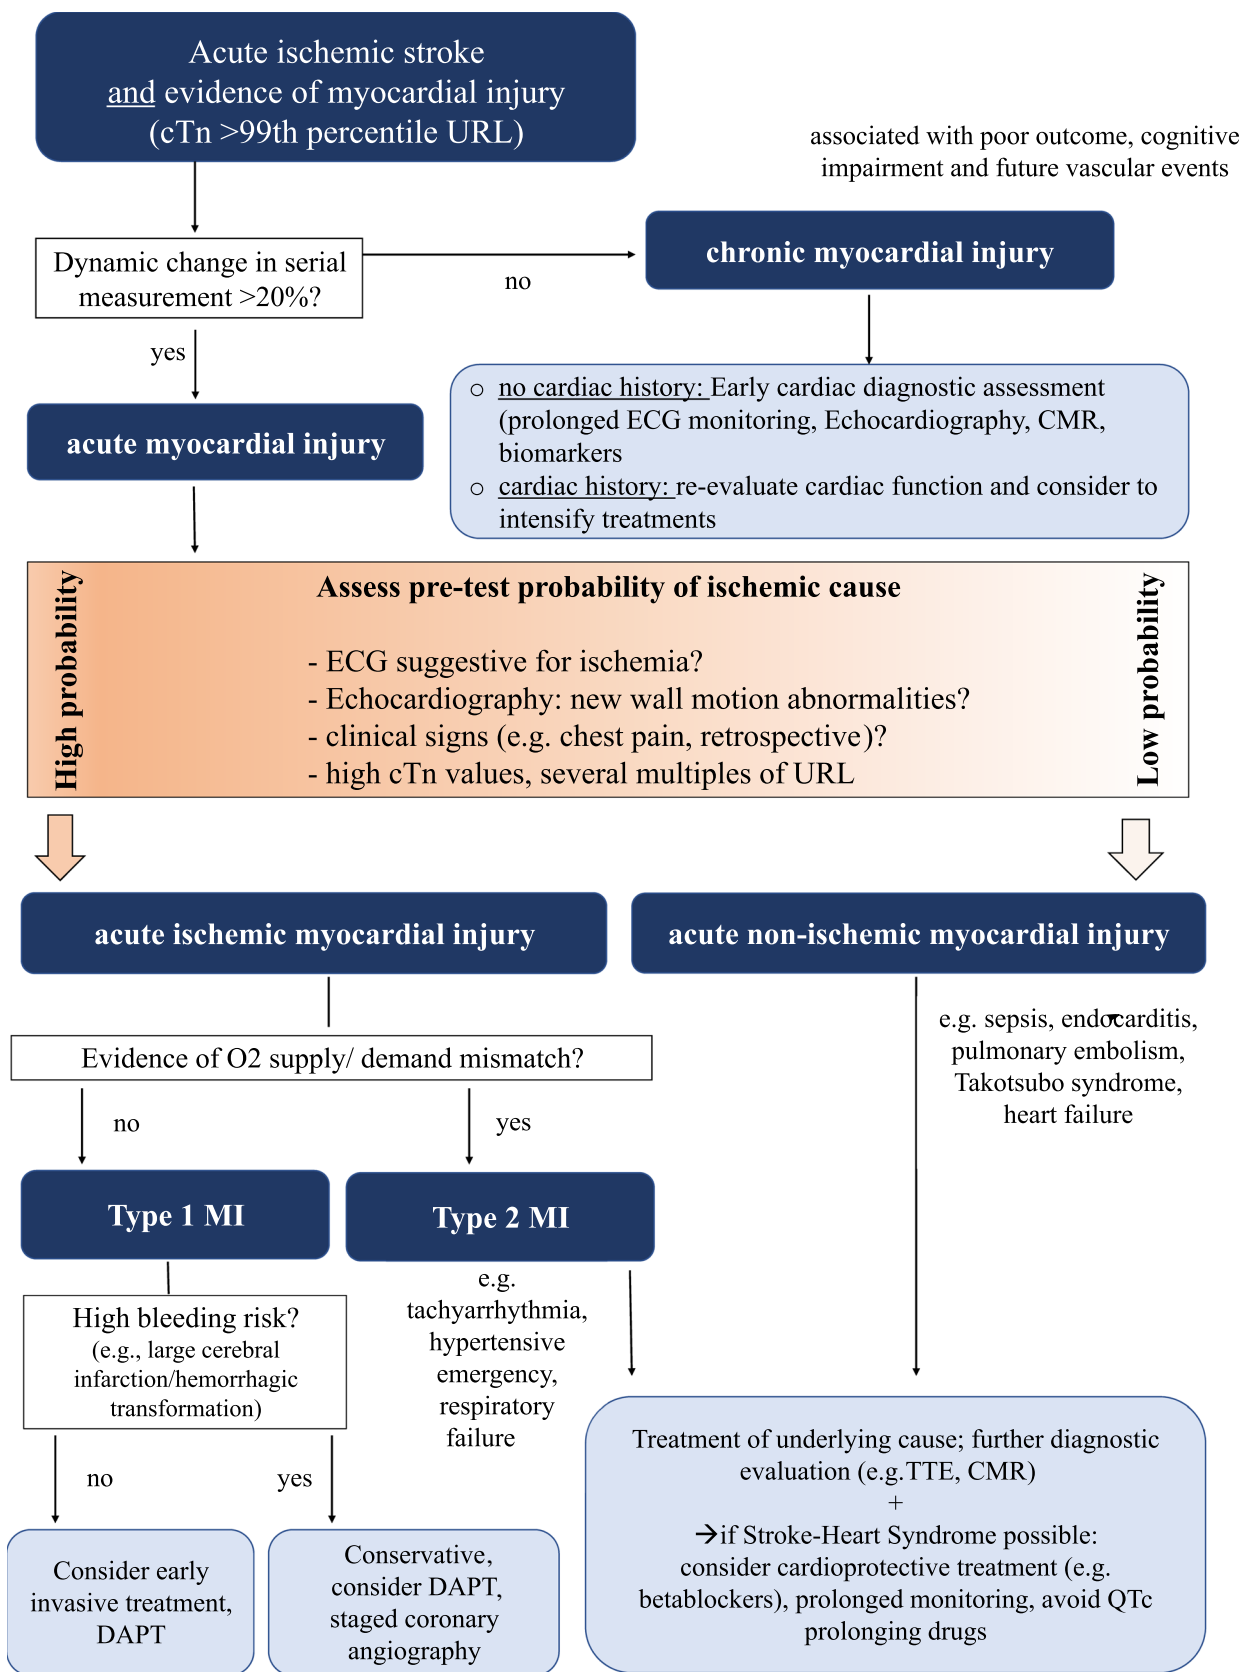 Acute ischemic stroke
and evidence of myocardial injury
(cTn >99th percentile URL)
associated with poor outcome, cognitive
impairment and future vascular events
Dynamic change in serial
measurement >20%?
no
chronic myocardial injury
yes
acute myocardial injury
o no cardiac history: Early cardiac diagnostic assessment
(prolonged ECG monitoring, Echocardiography, CMR,
biomarkers
o cardiac history: re-evaluate cardiac function and consider to
intensify treatments
High probability
Assess pre-test probability of ischemic cause
- ECG suggestive for ischemia?
- Echocardiography: new wall motion abnormalities?
- clinical signs (e.g. chest pain, retrospective)?
- high cTn values, several multiples of URL
Low probability
acute ischemic myocardial injury
acute non-ischemic myocardial injury
e.g. sepsis, endocarditis,
pulmonary embolism,
Takotsubo syndrome,
heart failure
Evidence of O2 supply/ demand mismatch?
no
yes
Type 1 MI
Type 2 MI
e.g.
tachyarrhythmia,
hypertensive
emergency,
respiratory
failure
High bleeding risk?
(e.g., large cerebral
infarction/hemorrhagic
transformation)
no
yes
Consider early
invasive treatment,
DAPT
Conservative,
consider DAPT,
staged coronary
angiography
Treatment of underlying cause; further diagnostic
evaluation (e.g.TTE, CMR)
+
→if Stroke-Heart Syndrome possible:
consider cardioprotective treatment (e.g.
betablockers), prolonged monitoring, avoid QTc
prolonging drugs